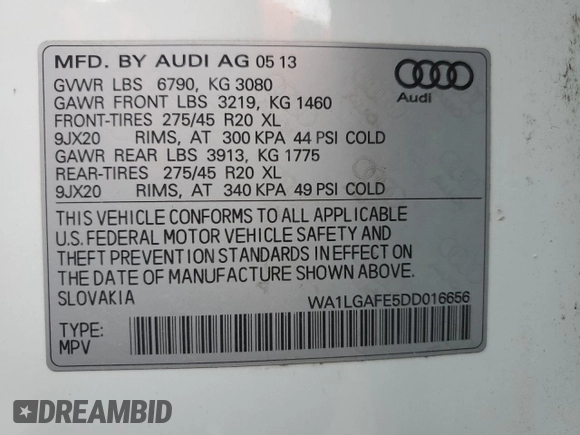 MFD. BY AUDI AG 05 13
GVWR LBS 6790, KG 3080
GAWR FRONT LBS 3219, KG 1460
FRONT-TIRES 275/45 R20 XL
9JX20 RIMS, AT 300 KPA 44 PSI COLD
GAWR REAR LBS 3913, KG 1775
REAR-TIRES 275/45 R20 XL
9JX20 RIMS, AT 340 KPA 49 PSI COLD
Audi
THIS VEHICLE CONFORMS TO ALL APPLICABLE
U.S. FEDERAL MOTOR VEHICLE SAFETY AND
THEFT PREVENTION STANDARDS IN EFFECT ON
THE DATE OF MANUFACTURE SHOWN ABOVE.
SLOVAKIA WA1LGAFE5DD016656
TYPE:
MPV
DREAMBID